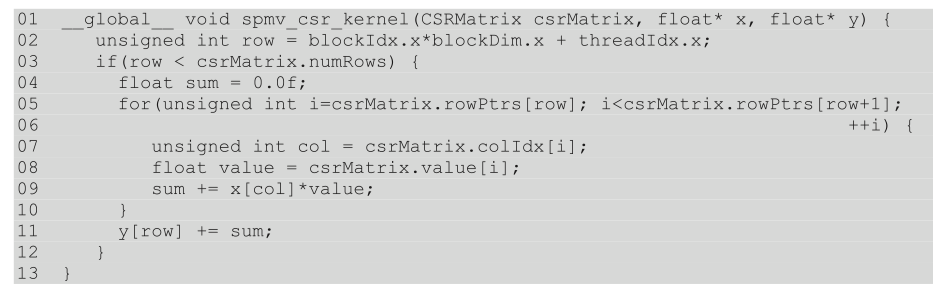 01 __global__ void spmv_csr_kernel(CSRMatrix csrMatrix, float* x, float* y) {
02 unsigned int row = blockIdx.x*blockDim.x + threadIdx.x;
03 if(row < csrMatrix.numRows) {
04 float sum = 0.0f;
05 for(unsigned int i=csrMatrix.rowPtrs[row]; i<csrMatrix.rowPtrs[row+1];
06 ++i) {
07 unsigned int col = csrMatrix.colIdx[i];
08 float value = csrMatrix.value[i];
09 sum += x[col]*value;
10 }
11 y[row] += sum;
12 }
13 }